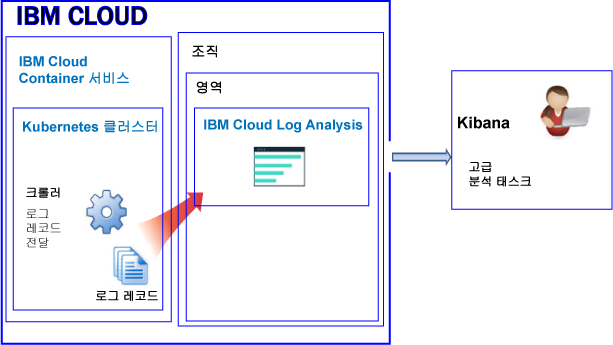 IBM CLOUD
IBM Cloud
Container 서비스
Kubernetes 클러스터
크롤러
로그
레코드
전달
로그 레코드
조직
영역
IBM Cloud Log Analysis
Kibana
고급
분석 태스크